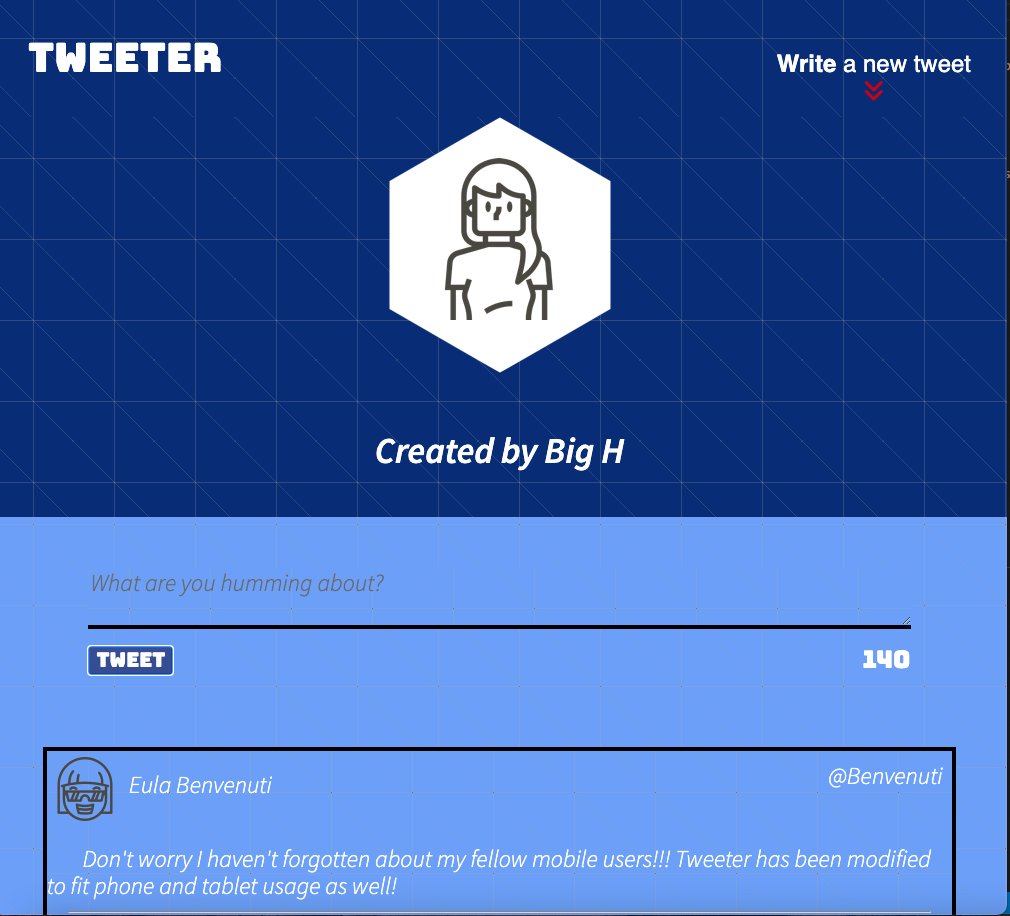 TWEETER
Write a new tweet
Created by Big H
What are you humming about?
TWEET
140
Eula Benvenuti
@Benvenuti
Don't worry I haven't forgotten about my fellow mobile users!!! Tweeter has been modified
to fit phone and tablet usage as well!